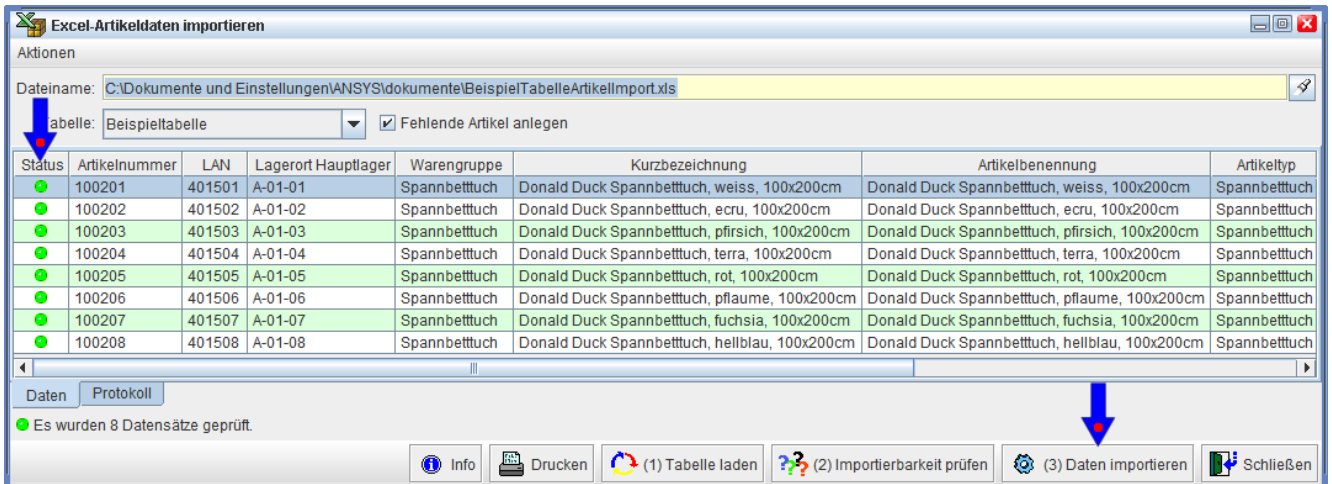 Excel-Artikeldaten importieren
Aktionen
Dateiname: C:\Dokumente und Einstellungen\ANSYS\dokumente\BeispielTabelleArtikelImport.xls
abelle: Beispieltabelle Fehlende Artikel anlegen
Status Artikelnummer LAN Lagerort Hauptlager Warengruppe Kurzbezeichnung Artikelbenennung Artikeltyp
100201 401501 A-01-01 Spannbetttuch Donald Duck Spannbetttuch, weiss, 100x200cm Donald Duck Spannbetttuch, weiss, 100x200cm Spannbetttuch
100202 401502 A-01-02 Spannbetttuch Donald Duck Spannbetttuch, ecru, 100x200cm Donald Duck Spannbetttuch, ecru, 100x200cm Spannbetttuch
100203 401503 A-01-03 Spannbetttuch Donald Duck Spannbetttuch, pfirsich, 100x200cm Donald Duck Spannbetttuch, pfirsich, 100x200cm Spannbetttuch
100204 401504 A-01-04 Spannbetttuch Donald Duck Spannbetttuch, terra, 100x200cm Donald Duck Spannbetttuch, terra, 100x200cm Spannbetttuch
100205 401505 A-01-05 Spannbetttuch Donald Duck Spannbetttuch, rot, 100x200cm Donald Duck Spannbetttuch, rot, 100x200cm Spannbetttuch
100206 401506 A-01-06 Spannbetttuch Donald Duck Spannbetttuch, pflaume, 100x200cm Donald Duck Spannbetttuch, pflaume, 100x200cm Spannbetttuch
100207 401507 A-01-07 Spannbetttuch Donald Duck Spannbetttuch, fuchsia, 100x200cm Donald Duck Spannbetttuch, fuchsia, 100x200cm Spannbetttuch
100208 401508 A-01-08 Spannbetttuch Donald Duck Spannbetttuch, hellblau, 100x200cm Donald Duck Spannbetttuch, hellblau, 100x200cm Spannbetttuch
Daten Protokoll
Es wurden 8 Datensätze geprüft.
Info Drucken (1) Tabelle laden ??? (2) Importierbarkeit prüfen (3) Daten importieren Schließen